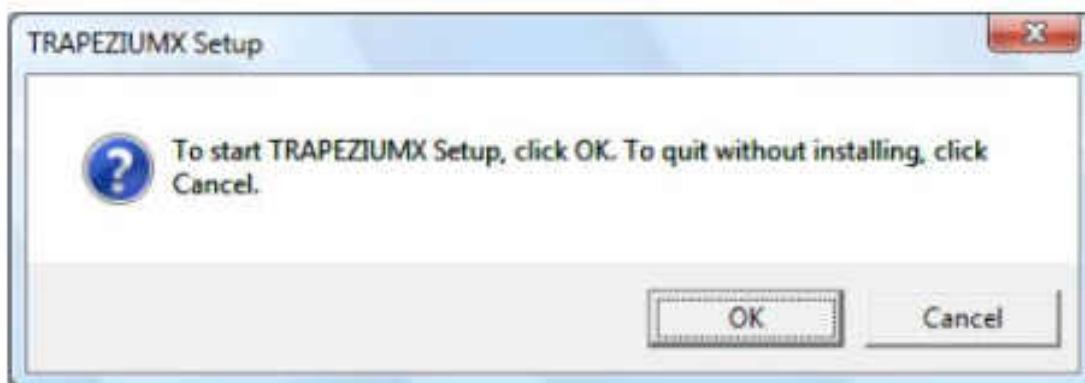 TRAPEZIUMX Setup
To start TRAPEZIUMX Setup, click OK. To quit without installing, click
Cancel.
OK
Cancel